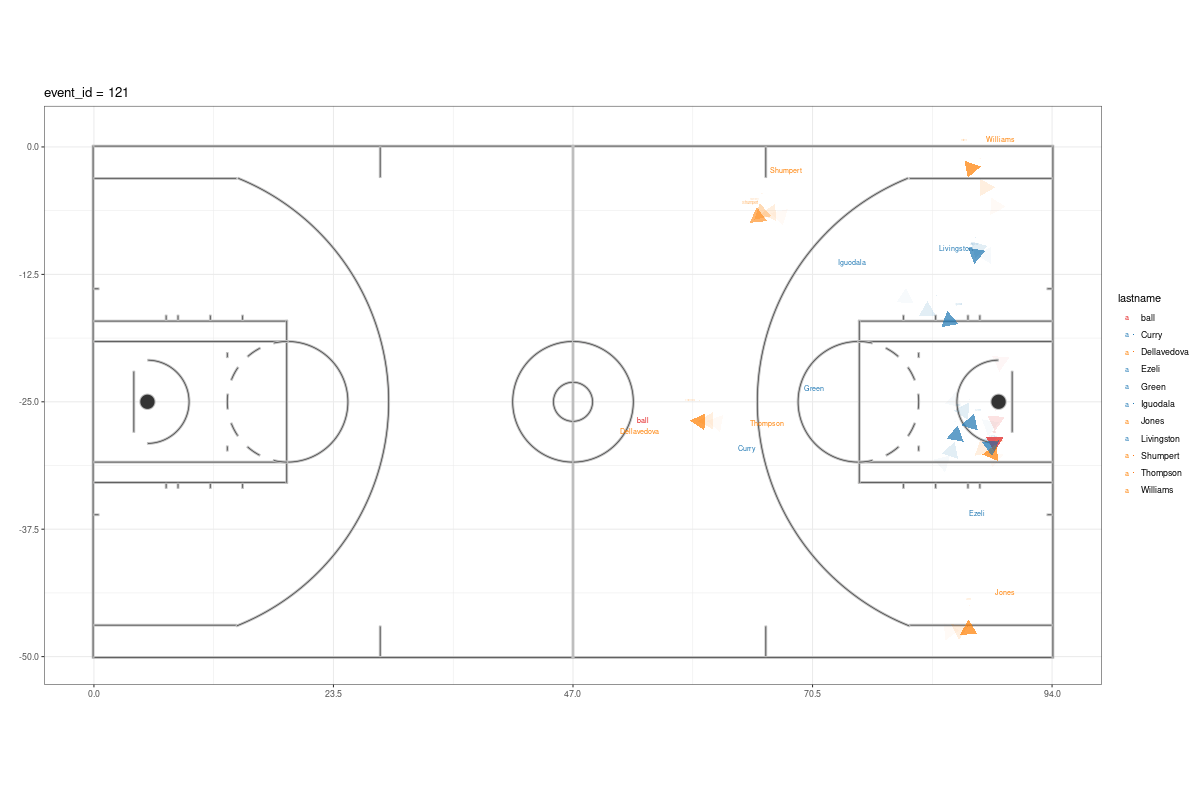 event_id = 121
0.0
-12.5
-25.0
-37.5
-50.0
0.0
23.5
47.0
70.5
94.0
Williams
Shumpert
Livingston
Iguodala
Green
ball
Thompson
Dellavedova
Curry
Ezeli
Jones
lastname
a ball
a Curry
a Dellavedova
a Ezeli
a Green
a Iguodala
a Jones
a Livingston
a Shumpert
a Thompson
a Williams